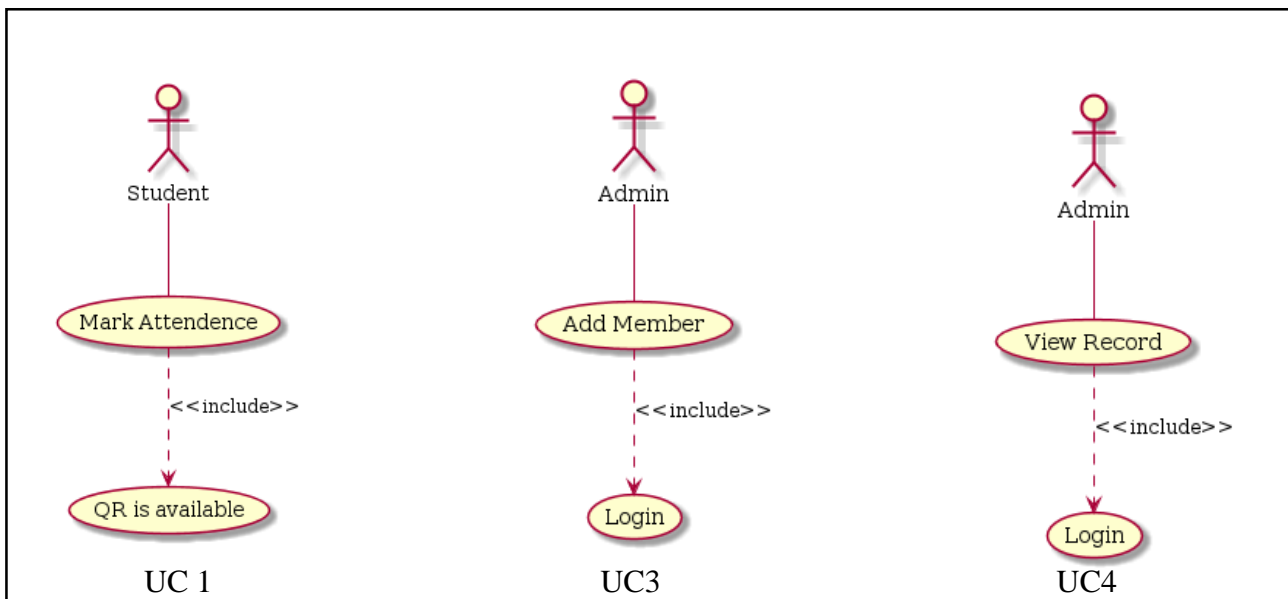 Student
Mark Attendence
<<include>>
QR is available
UC 1
Admin
Add Member
<<include>>
Login
UC3
Admin
View Record
<<include>>
Login
UC4